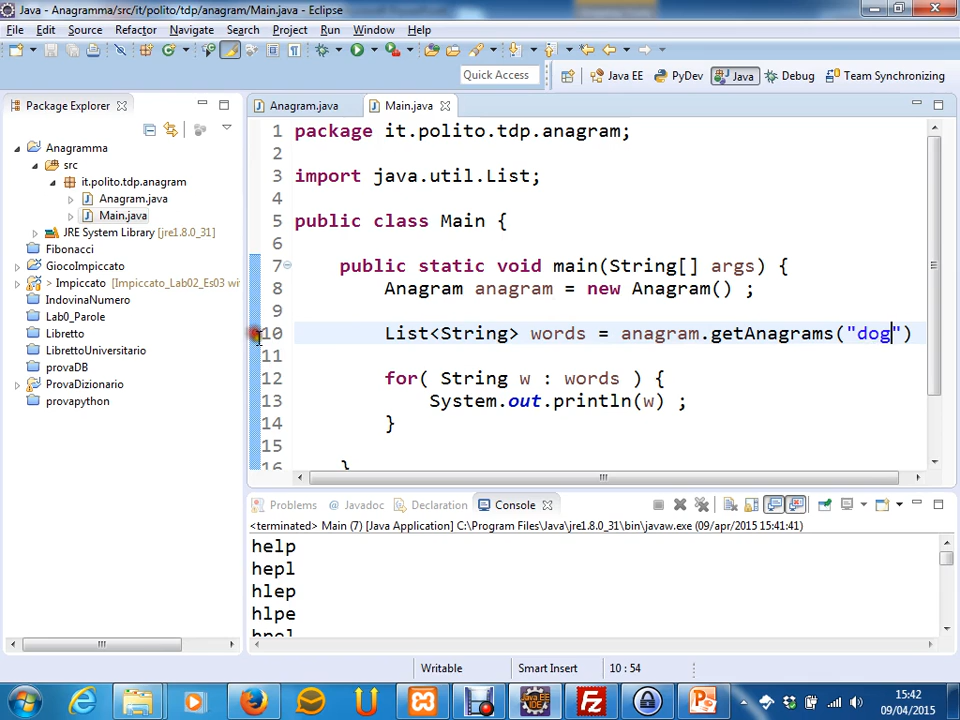 Java - Anagramma/src/it/polito/tdp/anagram/Main.java - Eclipse
File Edit Source Refactor Navigate Search Project Run Window Help
Quick Access Java EE PyDev Java Debug Team Synchronizing
Package Explorer
Anagramma
src
it.polito.tdp.anagram
Anagram.java
Main.java
JRE System Library [jre1.8.0_31]
Fibonacci
GiocoImpiccato
> Impiccato [Impiccato_Lab02_Es03 wi
IndovinaNumero
Lab0_Parole
Libretto
LibrettoUniversitario
provaDB
ProvaDizionario
provapython
Anagram.java Main.java
1 package it.polito.tdp.anagram;
2
3 import java.util.List;
4
5 public class Main {
6
7 public static void main(String[] args) {
8 Anagram anagram = new Anagram() ;
9
10 List<String> words = anagram.getAnagrams("dog")
11
12 for( String w : words ) {
13 System.out.println(w) ;
14 }
15
16 }
Problems @ Javadoc Declaration Console
<terminated> Main (7) [Java Application] C:\Program Files\Java\jre1.8.0_31\bin\javaw.exe (09/apr/2015 15:41:41)
help
hepl
hlep
hlpe
hpel
Writable Smart Insert 10 : 54
15:42
09/04/2015